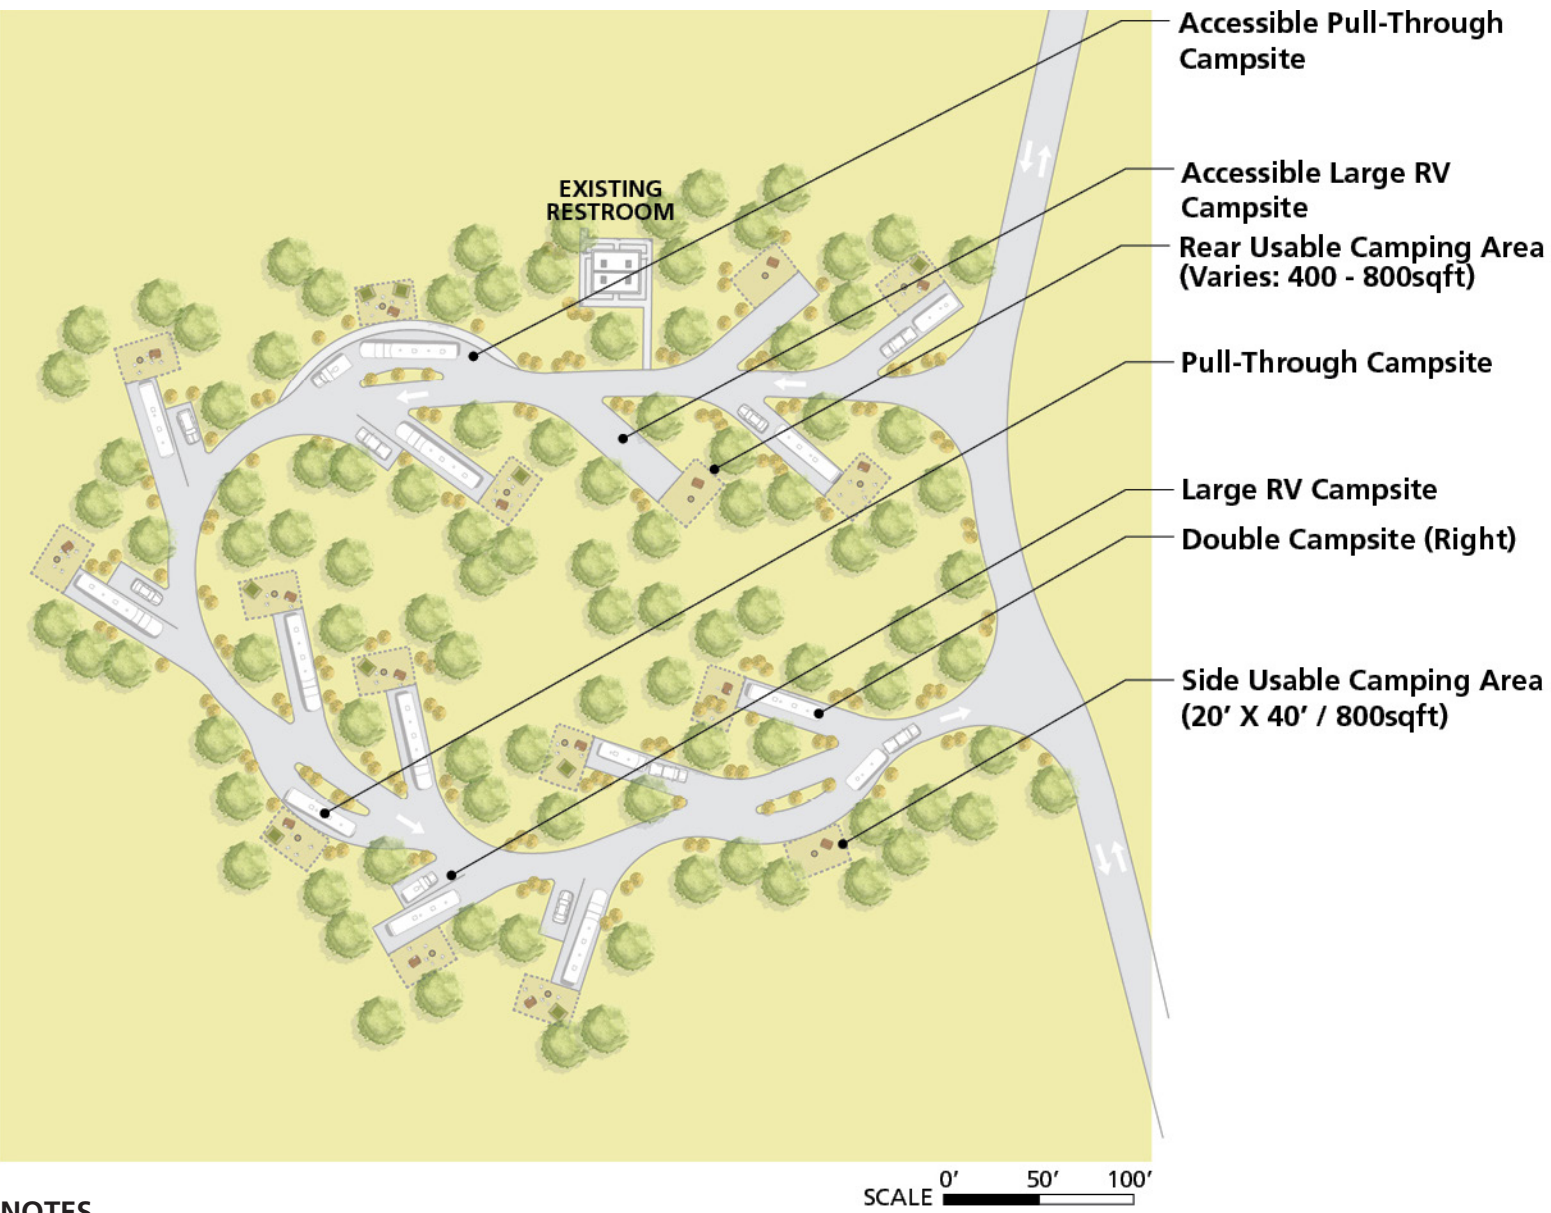 Accessible Pull-Through
Campsite
Accessible Large RV
Campsite
EXISTING
RESTROOM
Rear Usable Camping Area
(Varies: 400 - 800sqft)
Pull-Through Campsite
Large RV Campsite
Double Campsite (Right)
Side Usable Camping Area
(20’ X 40’ / 800sqft)
0’ 50’ 100’
SCALE
NOTES